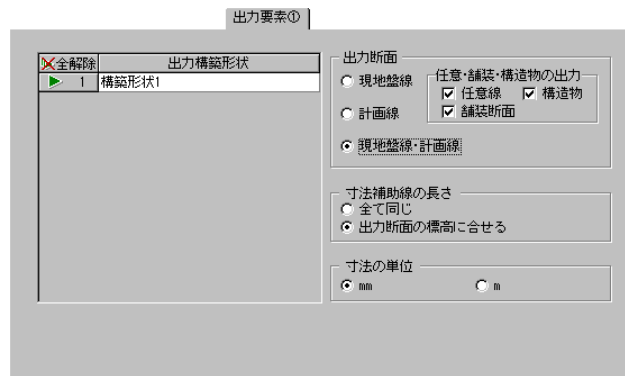 出力要素①
全解除 出力構築形状
1 構築形状1
出力断面
現地盤線
計画線
現地盤線・計画線
任意・舗装・構造物の出力
任意線 構造物
舗装断面
寸法補助線の長さ
全て同じ
出力断面の標高に合せる
寸法の単位
mm m